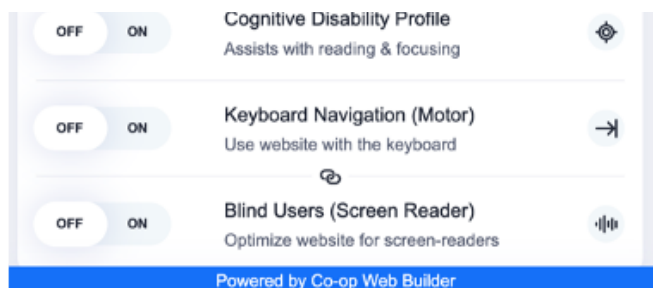 Cognitive Disability Profile
OFF ON
Assists with reading & focusing
Keyboard Navigation (Motor)
OFF ON
Use website with the keyboard
Blind Users (Screen Reader)
OFF ON
Optimize website for screen-readers
Powered by Co-op Web Builder